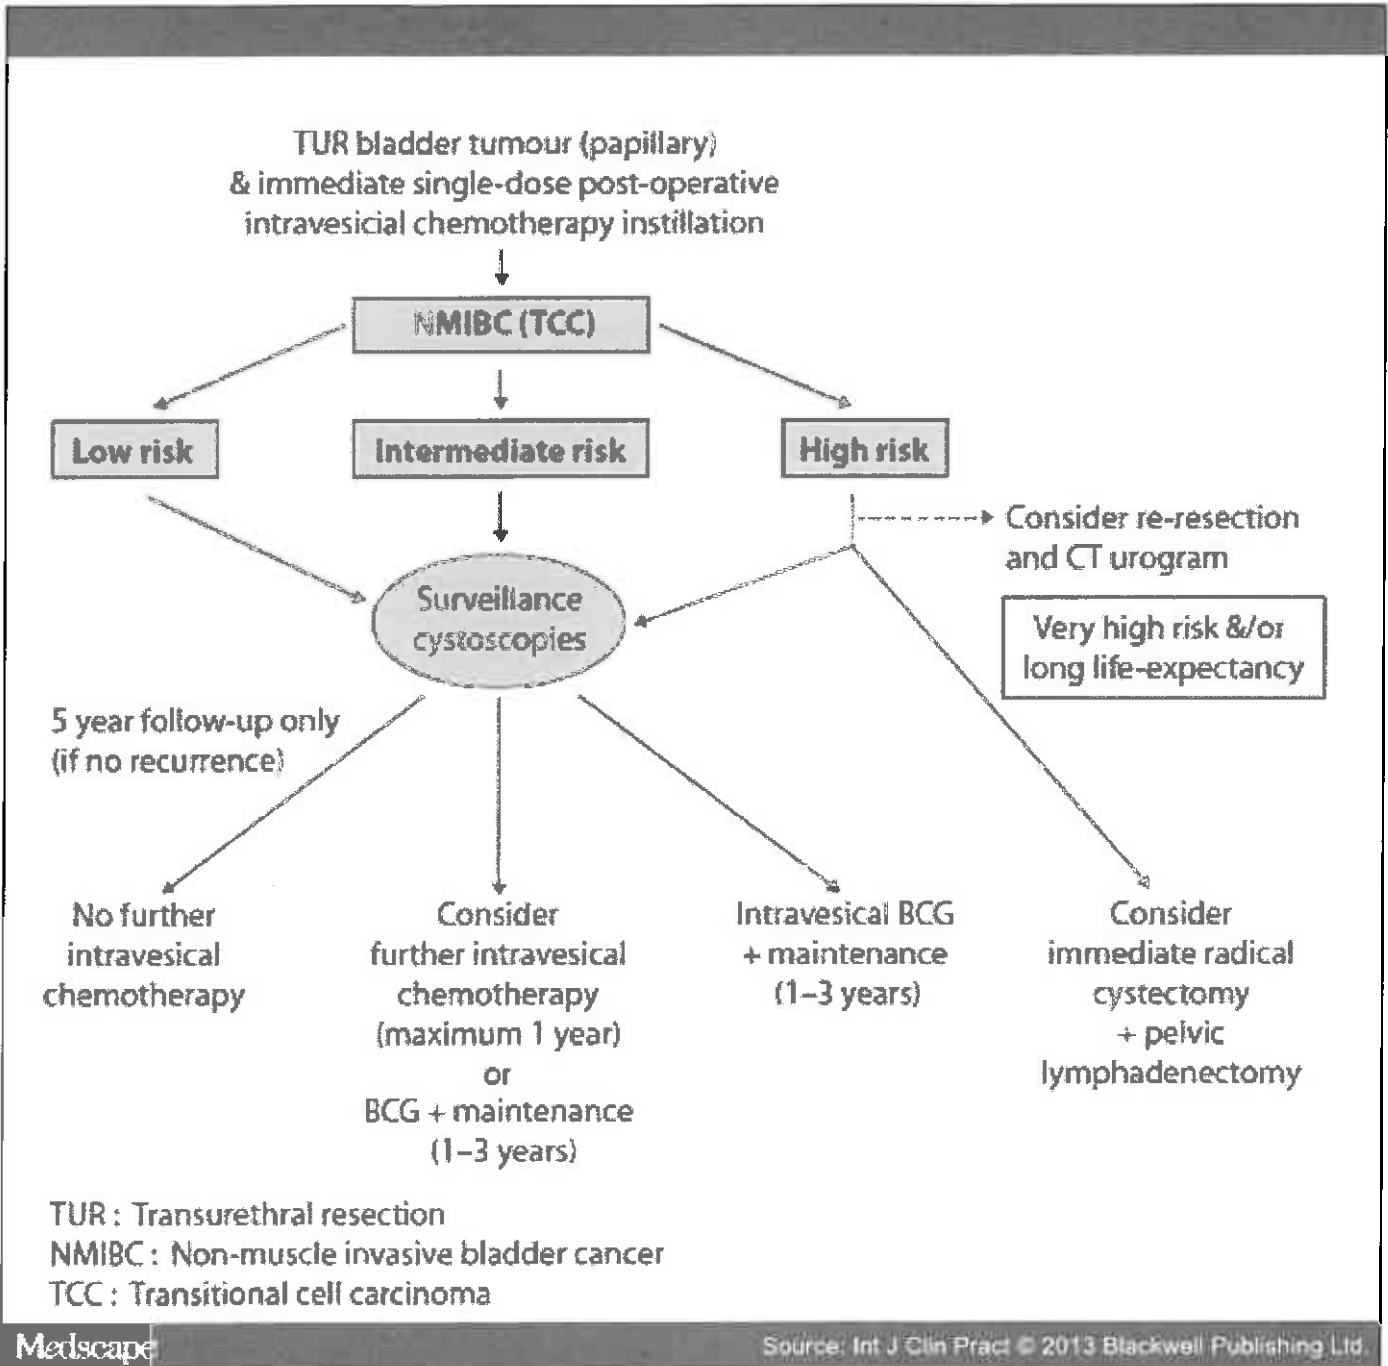 TUR bladder tumour (papillary)
& immediate single-dose post-operative
intravesicial chemotherapy instillation
NMIBC (TCC)
Low risk
Intermediate risk
High risk
Consider re-resection
and CT urogram
Surveillance
cystoscopies
Very high risk &/or
long life-expectancy
5 year follow-up only
(if no recurrence)
No further
intravesical
chemotherapy
Consider
further intravesical
chemotherapy
(maximum 1 year)
or
BCG + maintenance
(1–3 years)
Intravesical BCG
+ maintenance
(1–3 years)
Consider
immediate radical
cystectomy
+ pelvic
lymphadenectomy
TUR : Transurethral resection
NMIBC : Non-muscle invasive bladder cancer
TCC : Transitional cell carcinoma
Medscape
Source: Int J Clin Pract © 2013 Blackwell Publishing Ltd